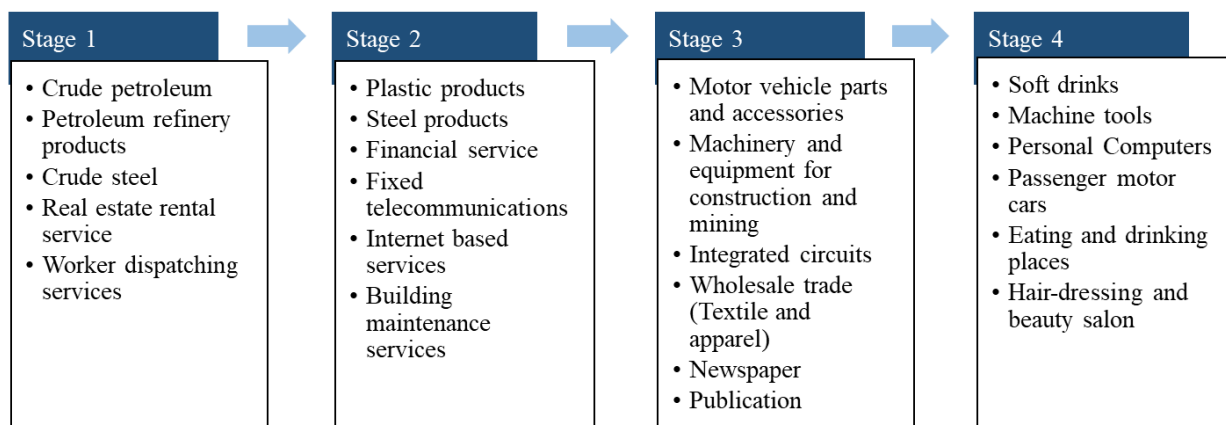 Stage 1
• Crude petroleum
• Petroleum refinery
products
• Crude steel
• Real estate rental
service
• Worker dispatching
services
Stage 2
• Plastic products
• Steel products
• Financial service
• Fixed
telecommunications
• Internet based
services
• Building
maintenance
services
Stage 3
• Motor vehicle parts
and accessories
• Machinery and
equipment for
construction and
mining
• Integrated circuits
• Wholesale trade
(Textile and
apparel)
• Newspaper
• Publication
Stage 4
• Soft drinks
• Machine tools
• Personal Computers
• Passenger motor
cars
• Eating and drinking
places
• Hair-dressing and
beauty salon